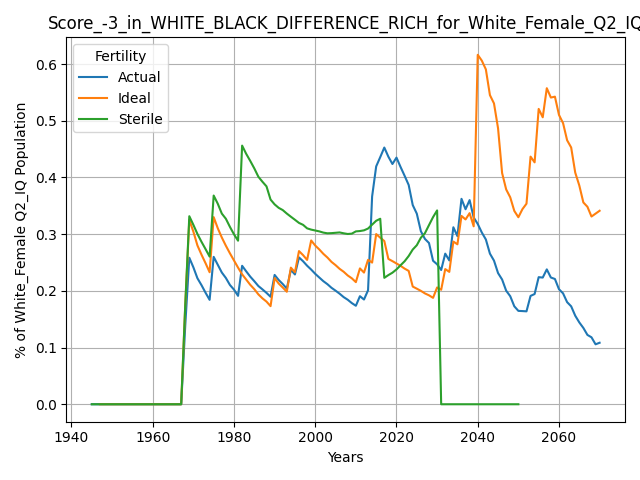 Score_-3_in_WHITE_BLACK_DIFFERENCE_RICH_for_White_Female_Q2_IQ
Fertility
Actual
Ideal
Sterile
% of White_Female Q2_IQ Population
0.6
0.5
0.4
0.3
0.2
0.1
0.0
1940 1960 1980 2000 2020 2040 2060
Years